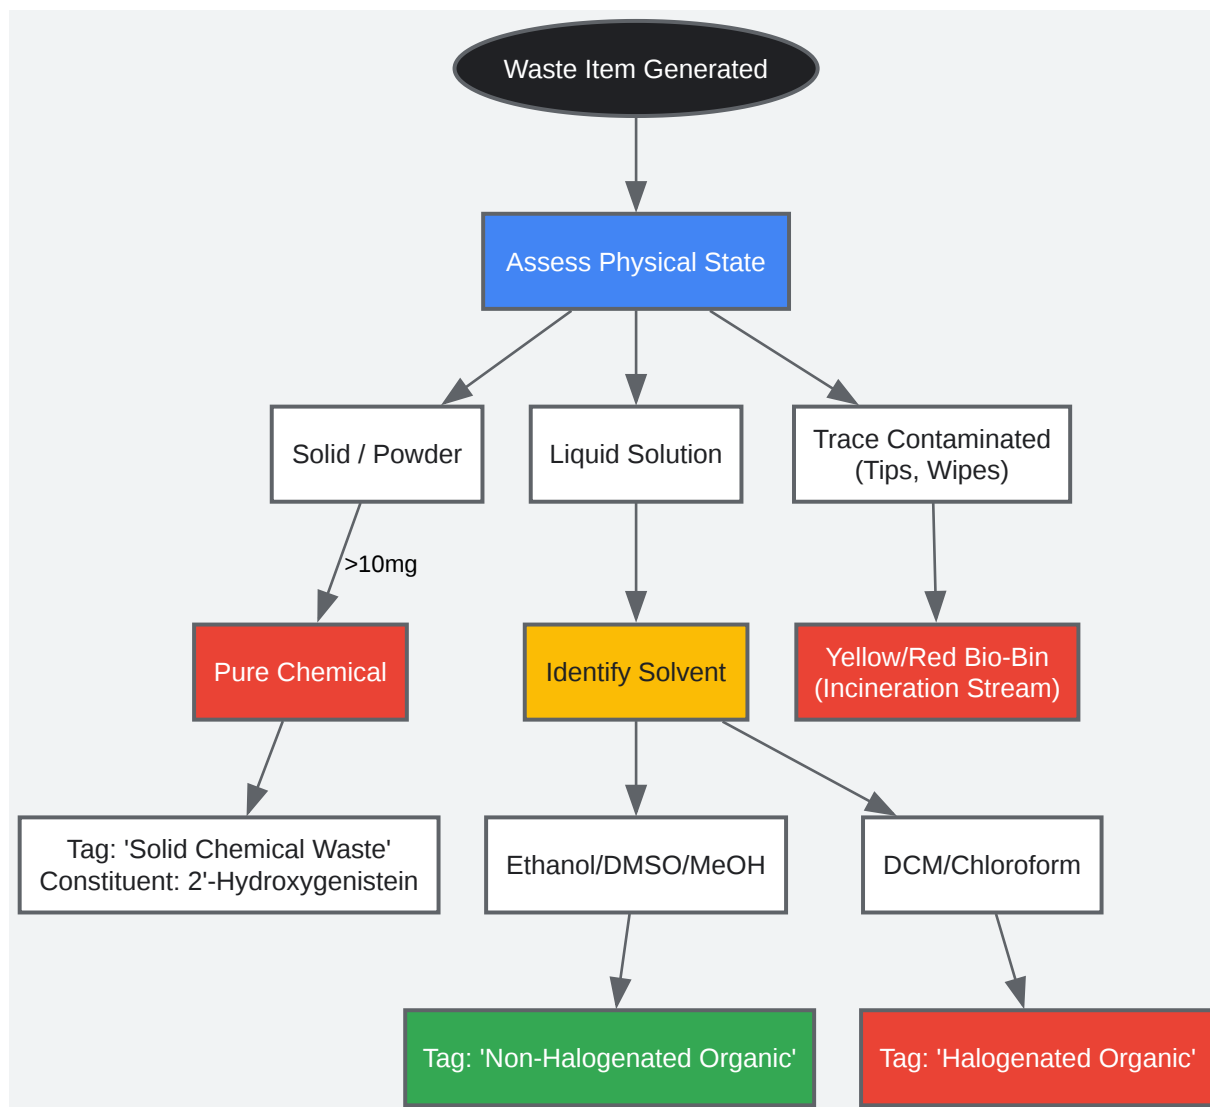 Waste Item Generated
Assess Physical State
Solid / Powder
Liquid Solution
Trace Contaminated
(Tips, Wipes)
>10mg
Pure Chemical
Identify Solvent
Yellow/Red Bio-Bin
(Incineration Stream)
Tag: 'Solid Chemical Waste'
Constituent: 2'-Hydroxygenistein
Ethanol/DMSO/MeOH
DCM/Chloroform
Tag: 'Non-Halogenated Organic'
Tag: 'Halogenated Organic'